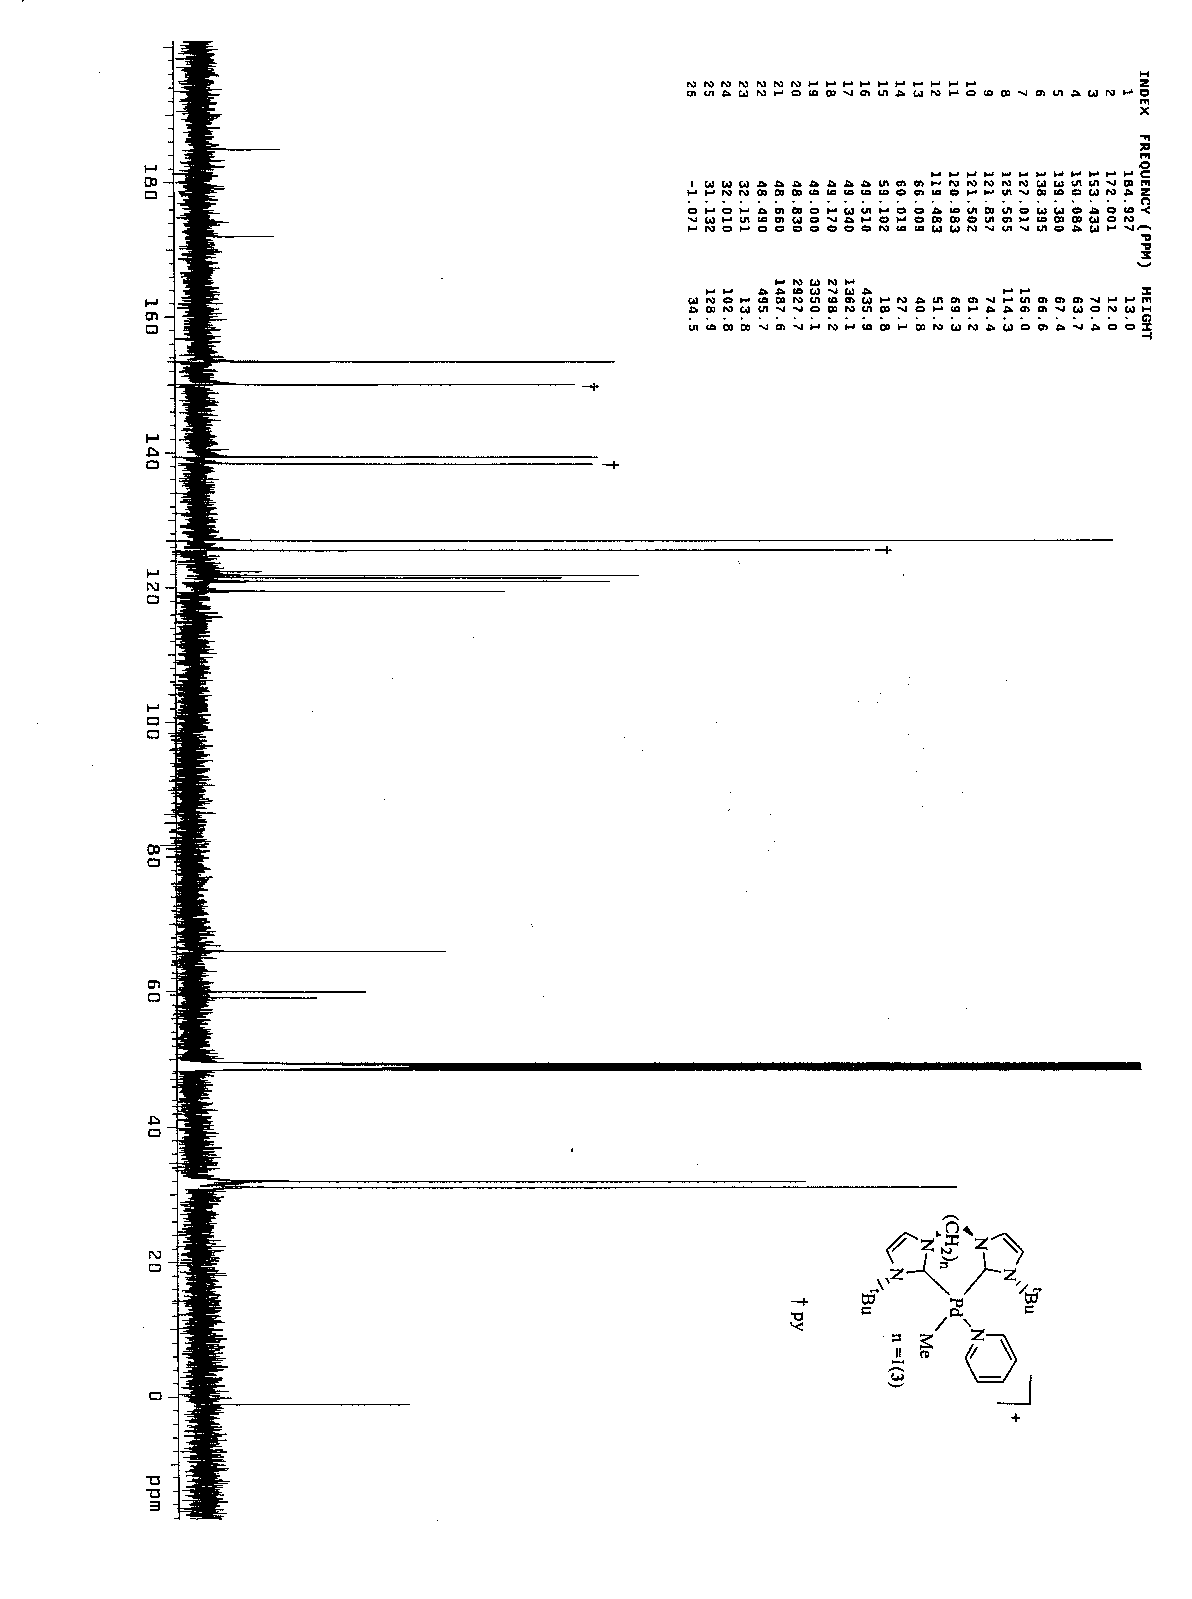 INDEX FREQUENCY (PPM) HEIGHT
1 184.927 13.0
2 172.001 12.0
3 153.433 70.4
4 150.084 63.7
5 139.380 67.4
6 138.395 66.6
7 127.017 156.0
8 125.565 114.3
9 121.857 74.4
10 121.502 61.2
11 120.983 69.3
12 119.483 51.2
13 66.009 40.8
14 60.019 27.1
15 59.102 18.8
16 49.510 435.9
17 49.340 1362.1
18 49.170 2798.2
19 49.000 3350.1
20 48.830 2927.7
21 48.660 1487.6
22 48.490 495.7
23 32.151 13.8
24 32.010 102.8
25 31.132 128.9
26 -1.071 34.5
†
†
†
(CH2)n
N
N
N
N
tBu
tBu
Pd
N
Me
+
n =1(3)
† py
180 160 140 120 100 80 60 40 20 0 ppm